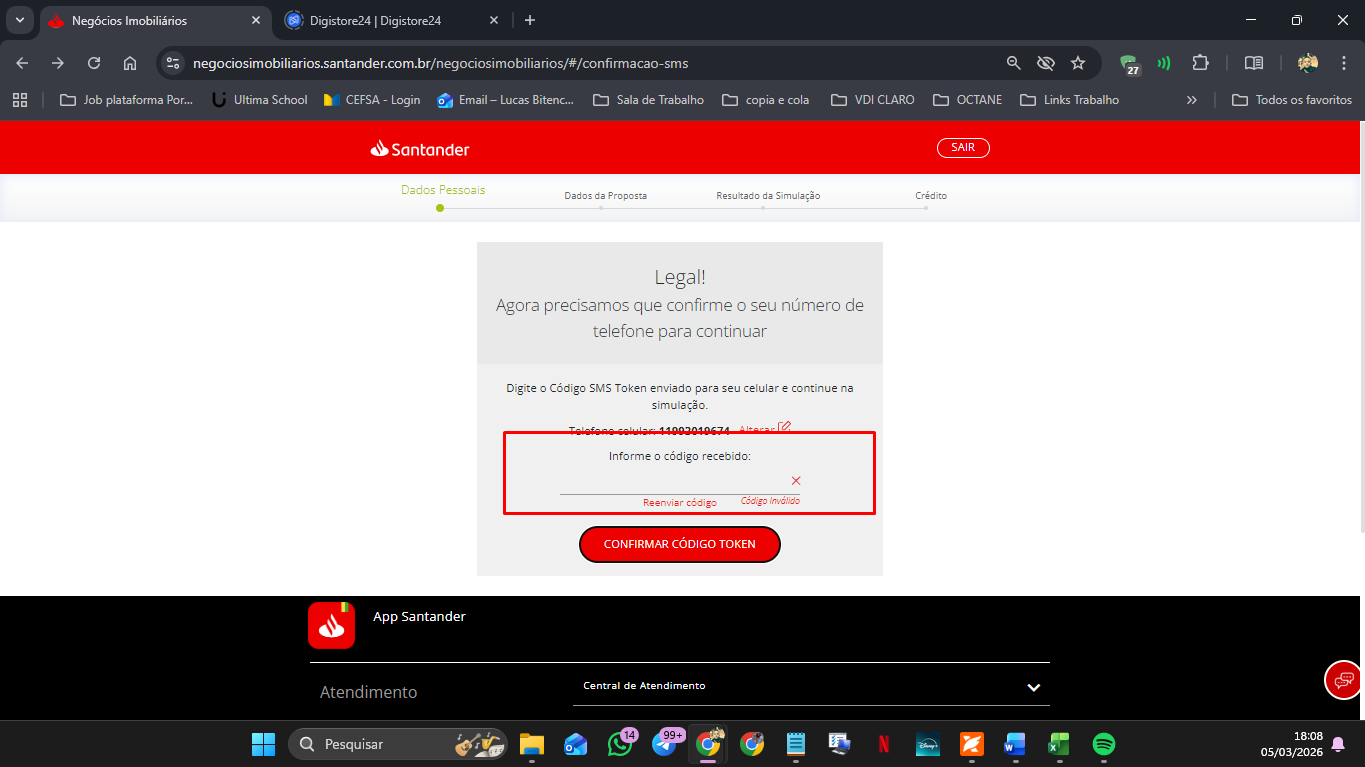 Negócios Imobiliários
Digistore24 | Digistore24
negociosimobiliarios.santander.com.br/negociosimobiliarios/#/confirmacao-sms
27
Job plataforma Por...
Ultima School
CEFSA - Login
Email – Lucas Bitenc...
Sala de Trabalho
copia e cola
VDI CLARO
OCTANE
Links Trabalho
Todos os favoritos
Santander
SAIR
Dados Pessoais
Dados da Proposta
Resultado da Simulação
Crédito
Legal!
Agora precisamos que confirme o seu número de
telefone para continuar
Digite o Código SMS Token enviado para seu celular e continue na
simulação.
Telefone celular: 11992019674 Alterar
Informe o código recebido:
Reenviar código
Código Inválido
CONFIRMAR CÓDIGO TOKEN
App Santander
Atendimento
Central de Atendimento
Pesquisar
14
99+
18:08
05/03/2026